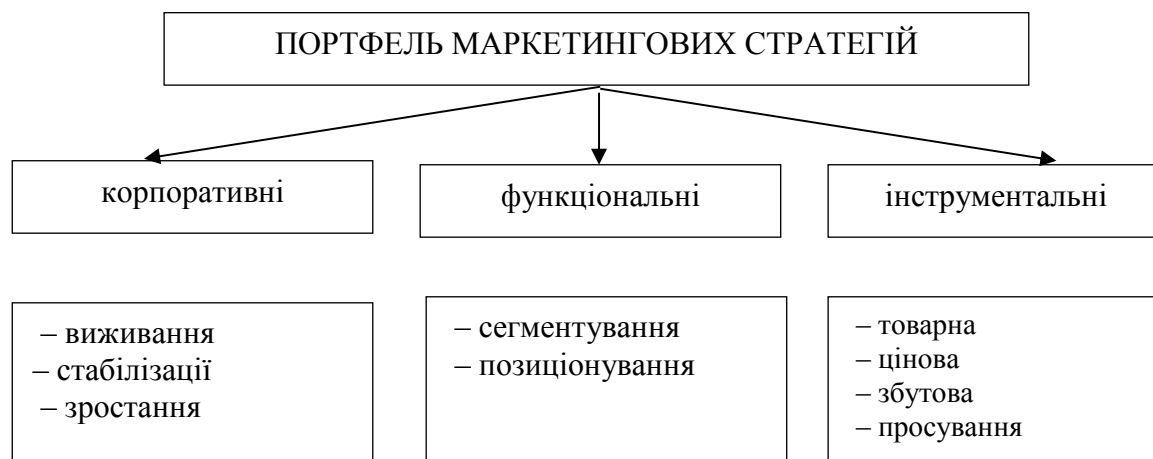 ПОРТФЕЛЬ МАРКЕТИНГОВИХ СТРАТЕГІЙ
корпоративні
функціональні
інструментальні
– виживання
– стабілізації
– зростання
– сегментування
– позиціонування
– товарна
– цінова
– збутова
– просування